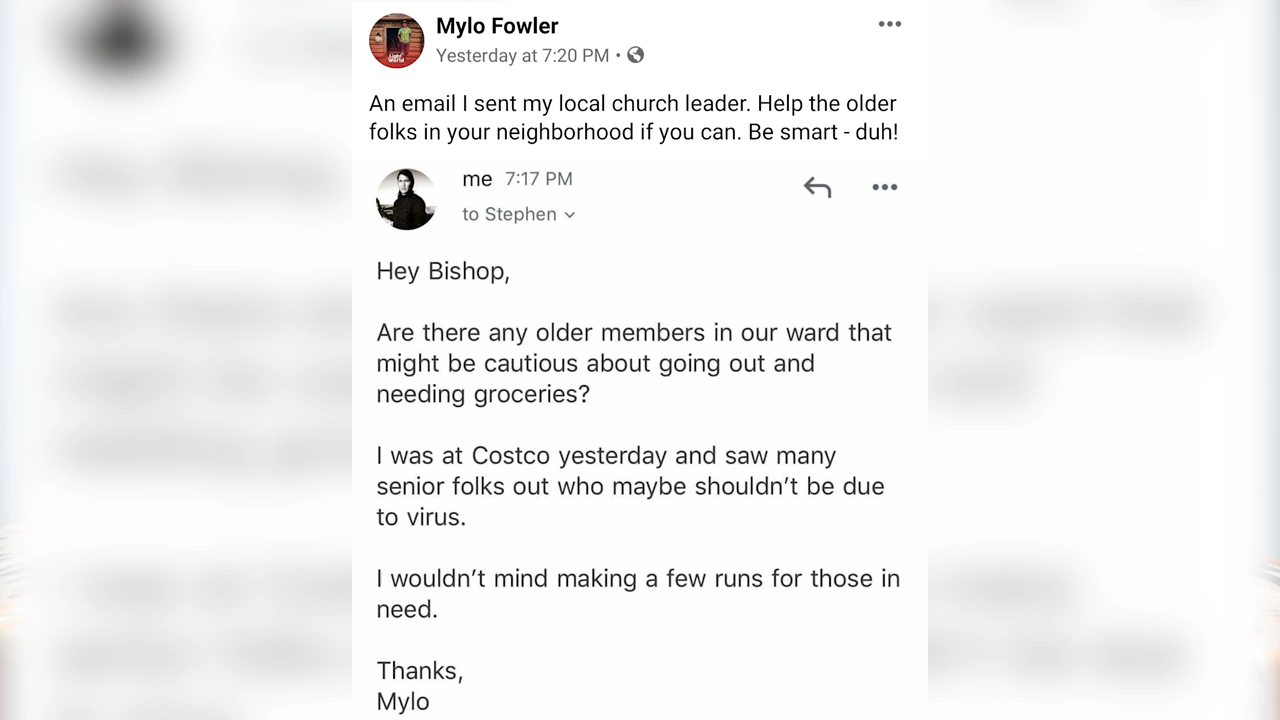 Mylo Fowler
Yesterday at 7:20 PM
An email I sent my local church leader. Help the older
folks in your neighborhood if you can. Be smart - duh!
me 7:17 PM
to Stephen
Hey Bishop,
Are there any older members in our ward that
might be cautious about going out and
needing groceries?
I was at Costco yesterday and saw many
senior folks out who maybe shouldn't be due
to virus.
I wouldn't mind making a few runs for those in
need.
Thanks,
Mylo